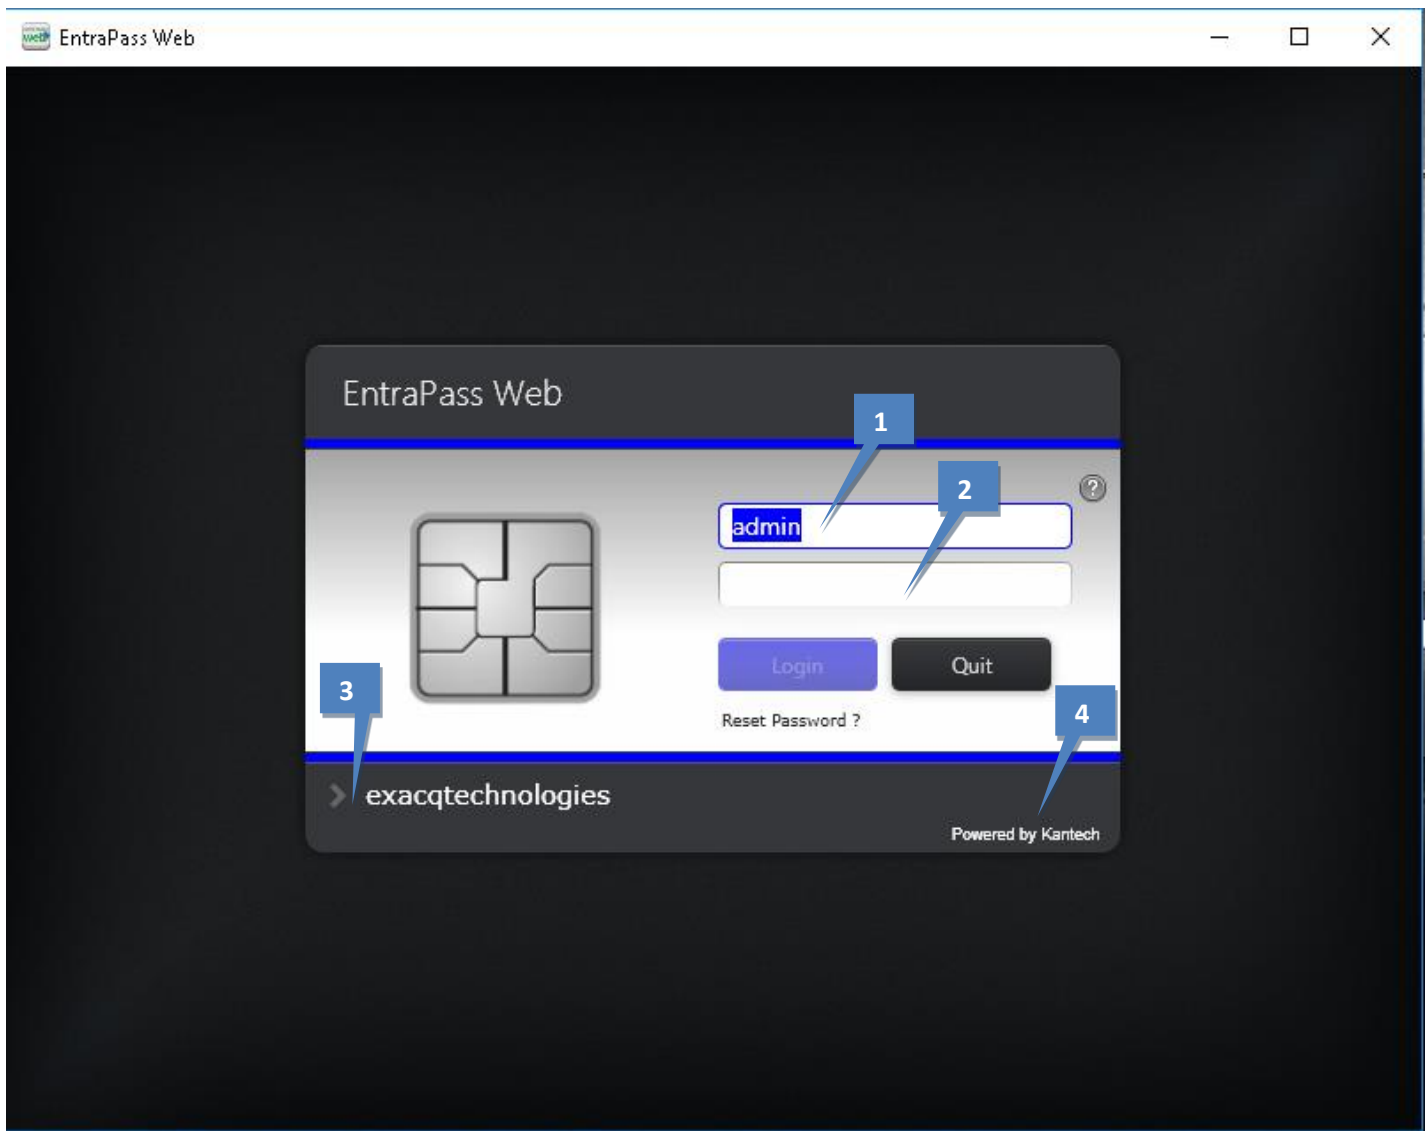 EntraPass Web
EntraPass Web
1
2
?
admin
Login
Quit
3
Reset Password ?
4
exacqtechnologies
Powered by Kantech